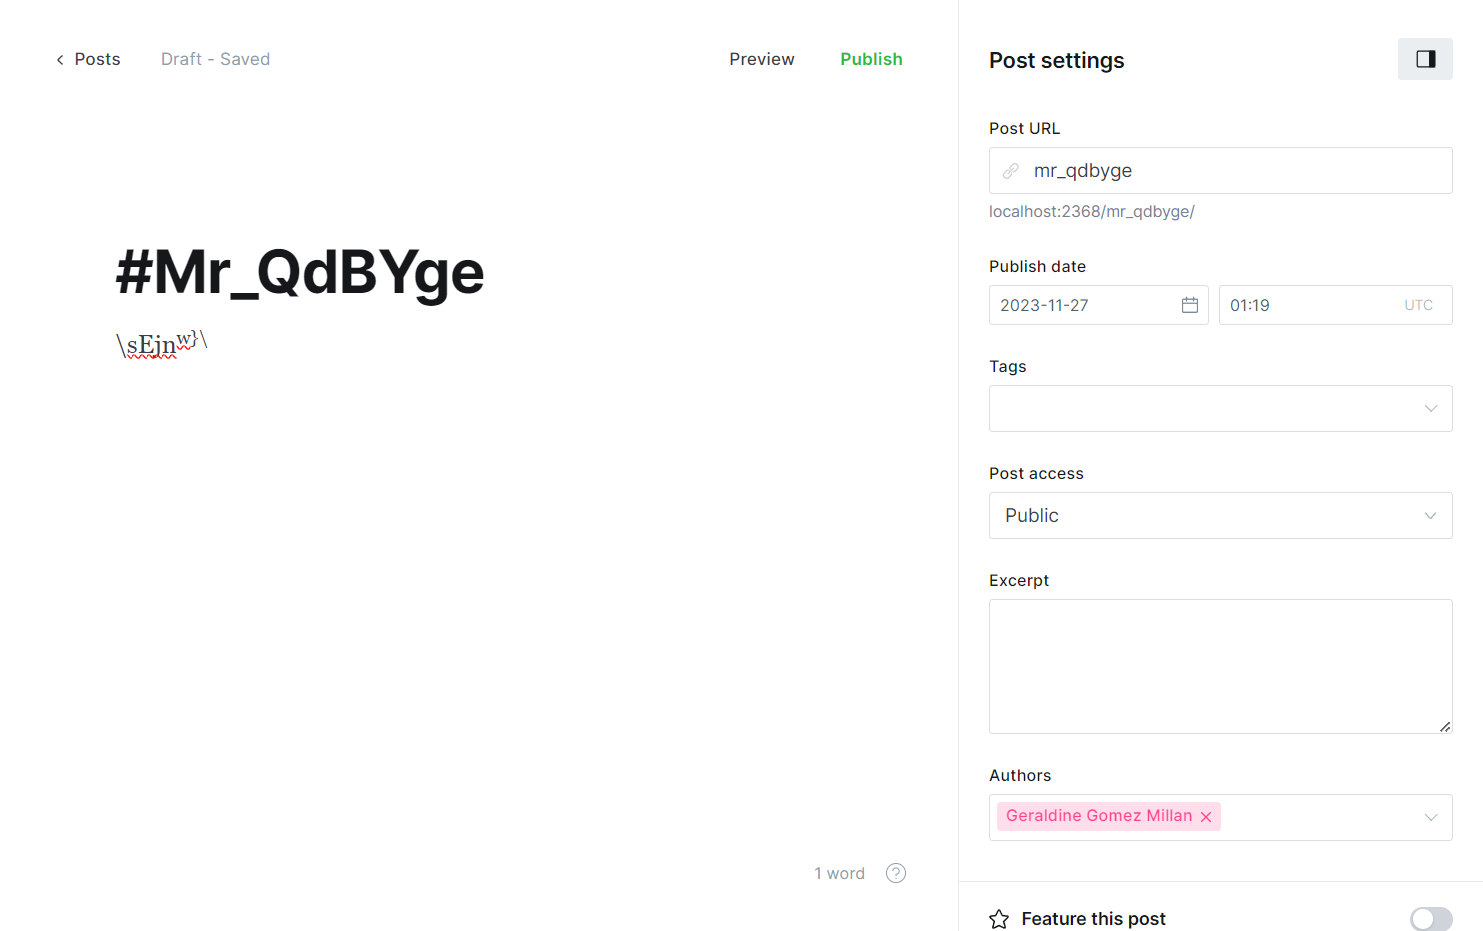 Posts
Draft - Saved
Preview
Publish
#Mr_QdBYge
\sEjnw}\
1 word
?
Post settings
Post URL
mr_qdbyge
localhost:2368/mr_qdbyge/
Publish date
2023-11-27
01:19
UTC
Tags
Post access
Public
Excerpt
Authors
Geraldine Gomez Millan
Feature this post